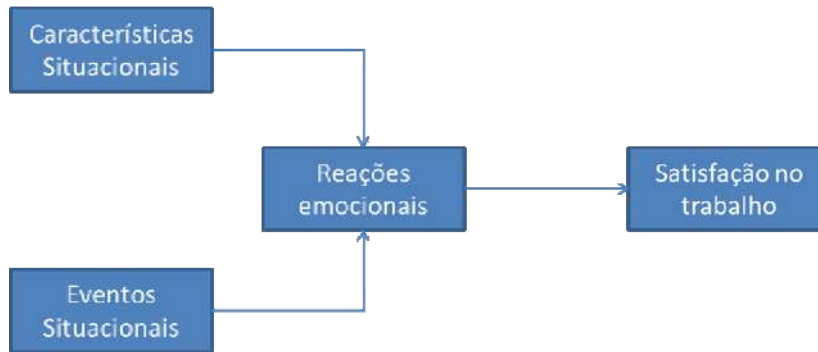 Características
Situacionais
Reações
emocionais
Satisfação no
trabalho
Eventos
Situacionais